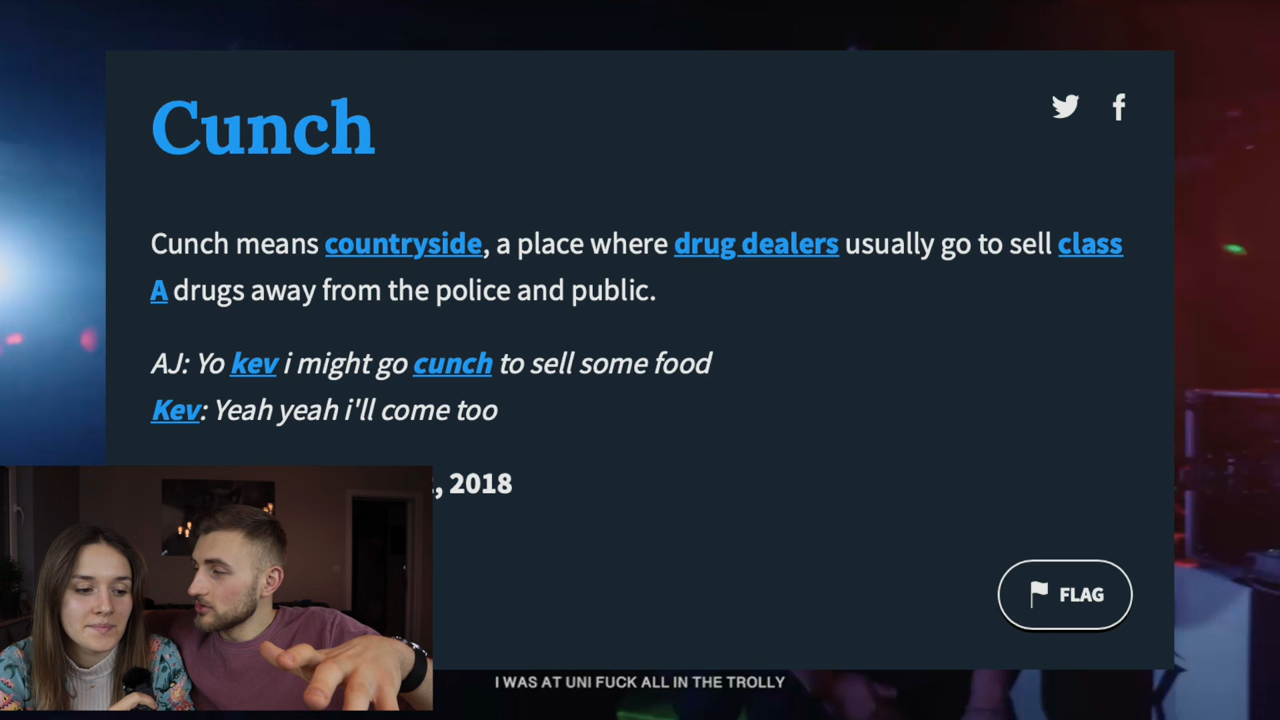 Cunch
Cunch means countryside, a place where drug dealers usually go to sell class
A drugs away from the police and public.
AJ: Yo kev i might go cunch to sell some food
Kev: Yeah yeah i'll come too
, 2018
FLAG
I WAS AT UNI FUCK ALL IN THE TROLLY